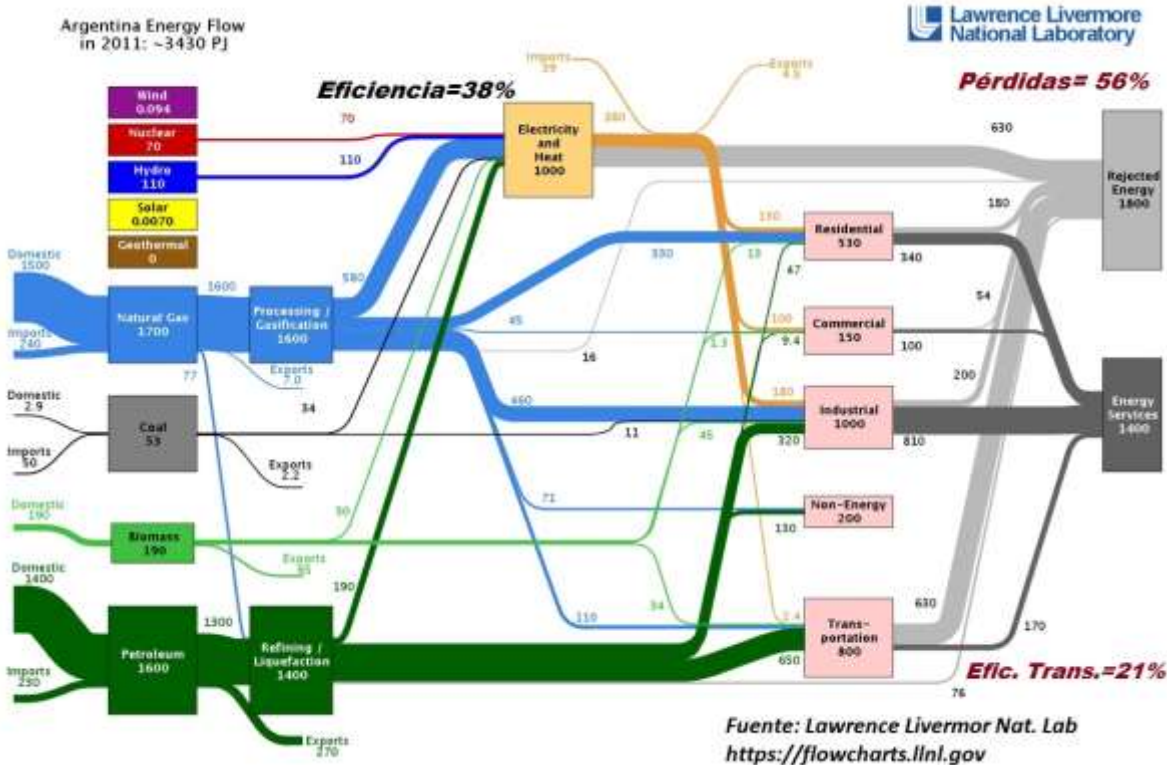 Argentina Energy Flow
in 2011: ~3430 PJ
Lawrence Livermore
National Laboratory
Eficiencia=38%
Pérdidas= 56%
Imports
39
Exports
Wind
0.094
Nuclear
70
Hydro
110
Solar
0.0070
Geothermal
0
70
110
Electricity
and
Heat
1000
380
630
Rejected
Energy
1800
Domestic
1500
Imports
240
Natural Gas
1700
1600
77
Processing /
Gasification
1600
580
Exports
7.0
330
45
16
130
13
47
Residential
530
180
340
100
1.3
9.4
Commercial
150
54
100
Domestic
2.9
Imports
50
Coal
53
34
Exports
2.2
460
11
45
180
320
Industrial
1000
200
810
Energy
Services
1400
Domestic
190
Biomass
190
30
Exports
71
130
Non-Energy
200
Domestic
1400
Imports
230
Petroleum
1600
1300
Refining /
Liquefaction
1400
190
Exports
270
110
34
650
Trans-
portation
800
630
170
76
Efic. Trans.=21%
Fuente: Lawrence Livermor Nat. Lab
https://flowcharts.llnl.gov